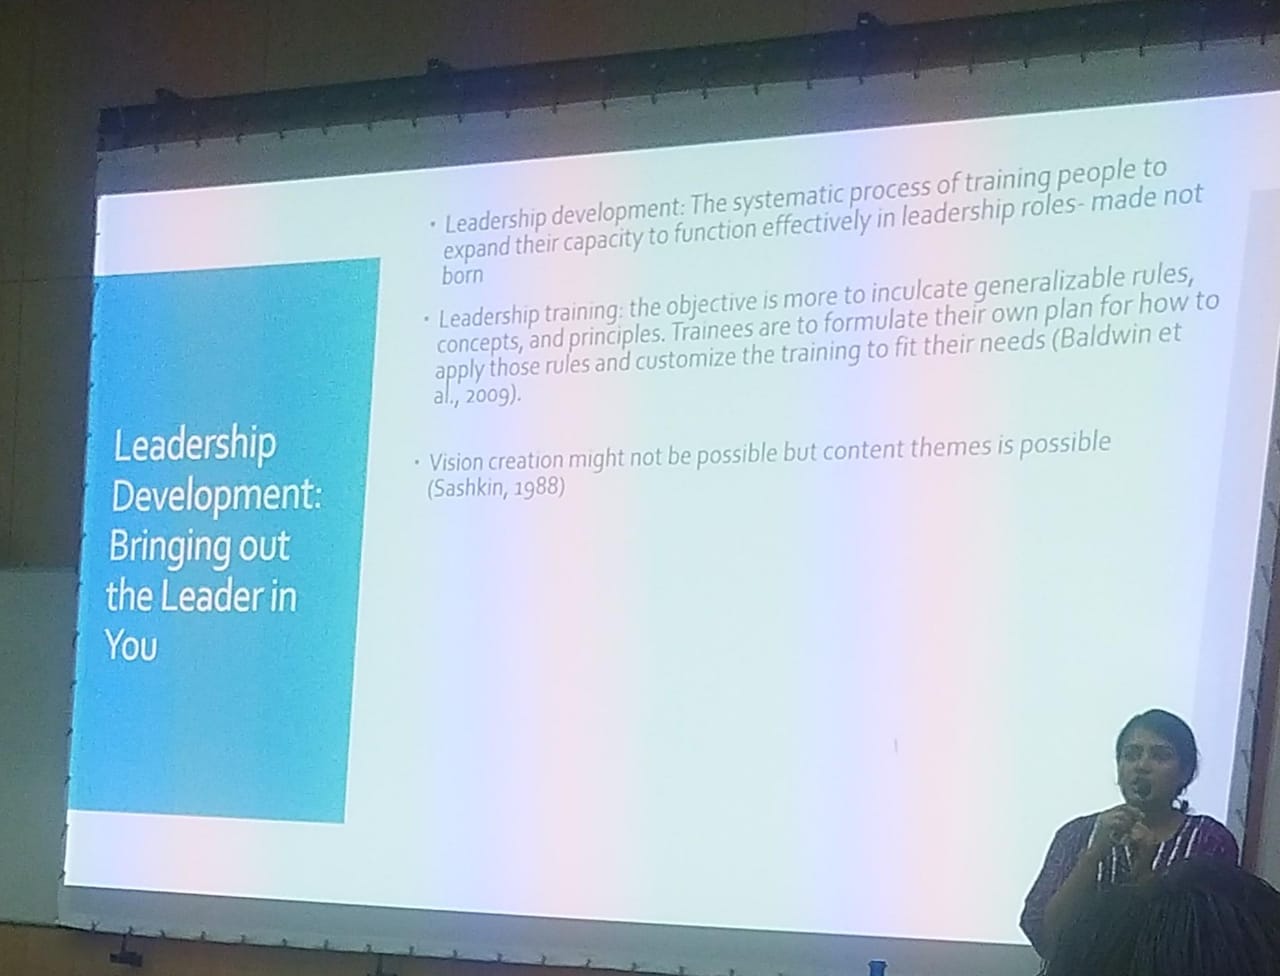 Leadership
Development:
Bringing out
the Leader in
You
· Leadership development: The systematic process of training people to
expand their capacity to function effectively in leadership roles- made not
born
· Leadership training: the objective is more to inculcate generalizable rules,
concepts, and principles. Trainees are to formulate their own plan for how to
apply those rules and customize the training to fit their needs (Baldwin et
al., 2009).
· Vision creation might not be possible but content themes is possible
(Sashkin, 1988)